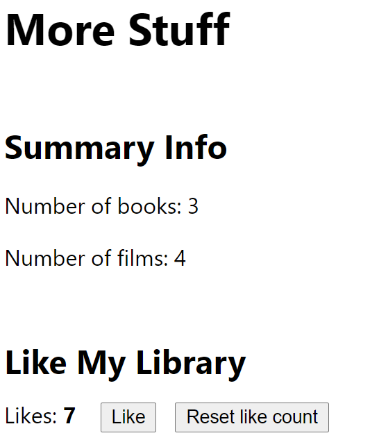 More Stuff
Summary Info
Number of books: 3
Number of films: 4
Like My Library
Likes: 7 Like Reset like count